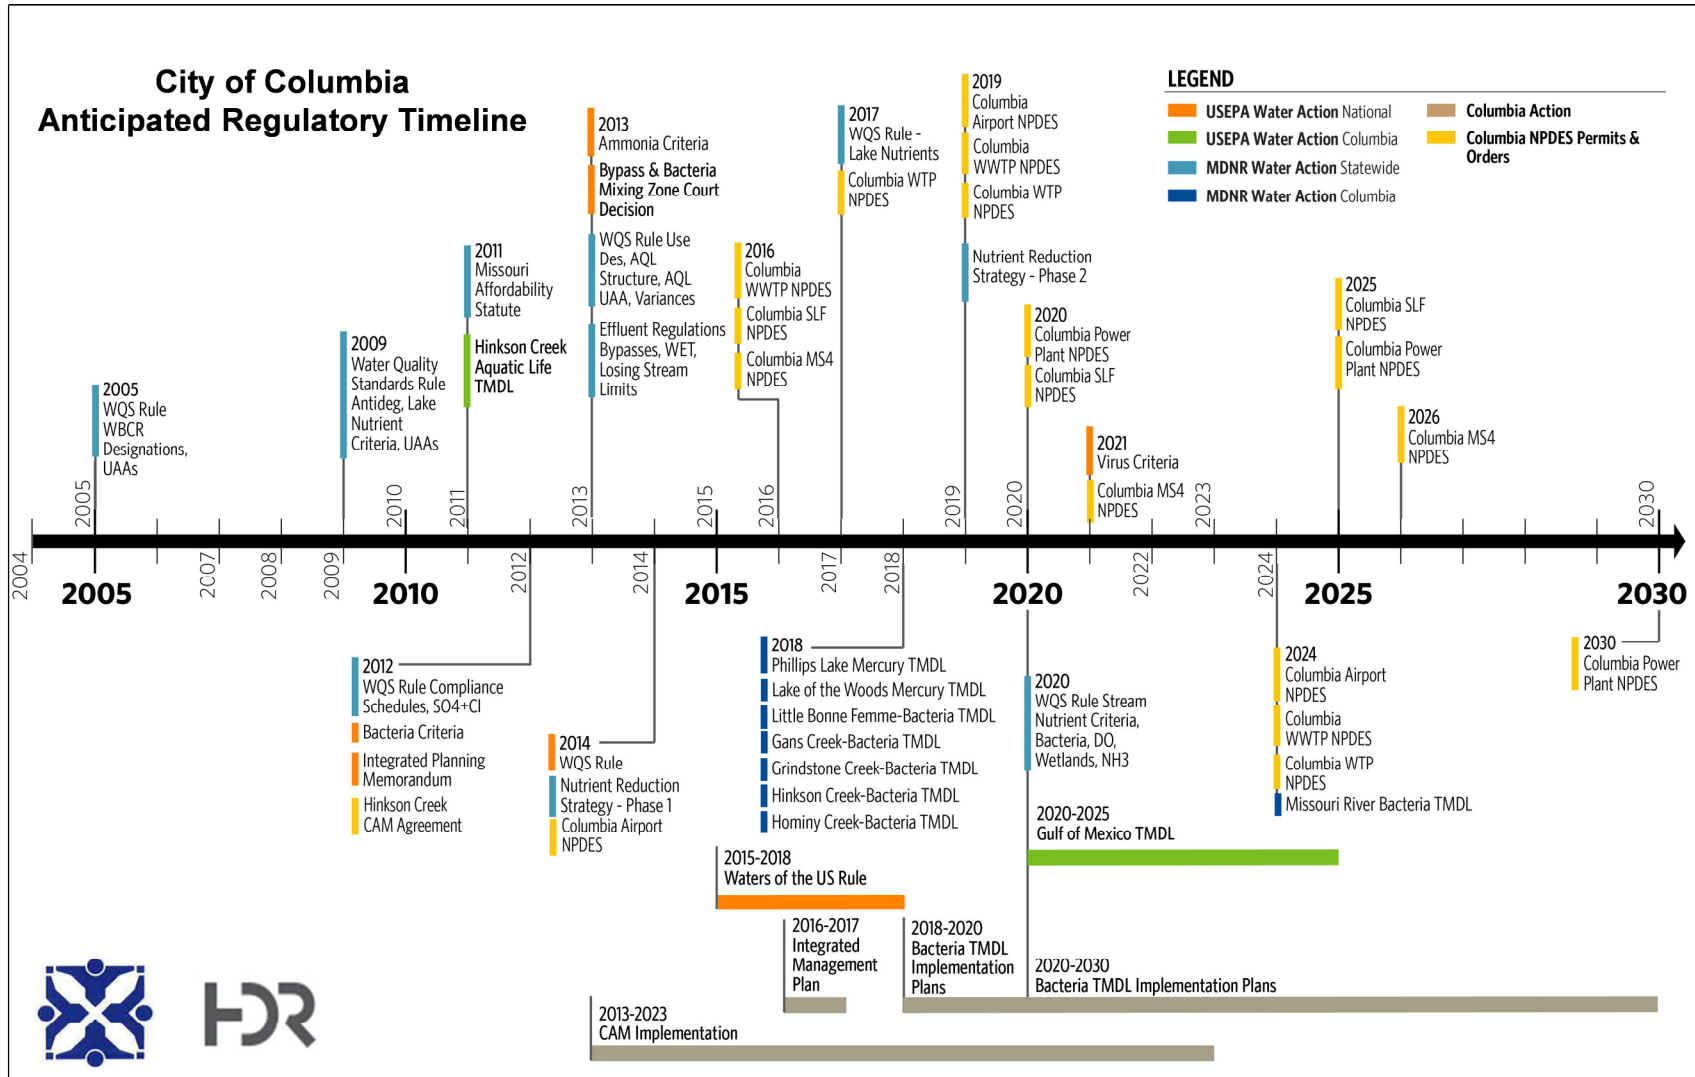 City of Columbia
Anticipated Regulatory Timeline
LEGEND
USEPA Water Action National
USEPA Water Action Columbia
MDNR Water Action Statewide
MDNR Water Action Columbia
Columbia Action
Columbia NPDES Permits &
Orders
2005
WQS Rule
WBCR
Designations,
UAAs
2009
Water Quality
Standards Rule
Antideg, Lake
Nutrient
Criteria, UAAs
2011
Missouri
Affordability
Statute
Hinkson Creek
Aquatic Life
TMDL
2013
Ammonia Criteria
Bypass & Bacteria
Mixing Zone Court
Decision
WQS Rule Use
Des, AQL
Structure, AQL
UAA, Variances
Effluent Regulations
Bypasses, WET,
Losing Stream
Limits
2016
Columbia
WWTP NPDES
Columbia SLF
NPDES
Columbia MS4
NPDES
2017
WQS Rule -
Lake Nutrients
Columbia WTP
NPDES
2019
Columbia
Airport NPDES
Columbia
WWTP NPDES
Columbia WTP
NPDES
Nutrient Reduction
Strategy - Phase 2
2020
Columbia Power
Plant NPDES
Columbia SLF
NPDES
2021
Virus Criteria
Columbia MS4
NPDES
2025
Columbia SLF
NPDES
Columbia Power
Plant NPDES
2026
Columbia MS4
NPDES
2005
2010
2011
2013
2015
2016
2019
2020
2023
2030
2004
2007
2008
2009
2012
2014
2017
2018
2022
2024
2005
2010
2015
2020
2025
2030
2012
WQS Rule Compliance
Schedules, SO4+Cl
Bacteria Criteria
Integrated Planning
Memorandum
Hinkson Creek
CAM Agreement
2014
WQS Rule
Nutrient Reduction
Strategy - Phase 1
Columbia Airport
NPDES
2018
Phillips Lake Mercury TMDL
Lake of the Woods Mercury TMDL
Little Bonne Femme-Bacteria TMDL
Gans Creek-Bacteria TMDL
Grindstone Creek-Bacteria TMDL
Hinkson Creek-Bacteria TMDL
Hominy Creek-Bacteria TMDL
2020
WQS Rule Stream
Nutrient Criteria,
Bacteria, DO,
Wetlands, NH3
2024
Columbia Airport
NPDES
Columbia
WWTP NPDES
Columbia WTP
NPDES
Missouri River Bacteria TMDL
2030
Columbia Power
Plant NPDES
2020-2025
Gulf of Mexico TMDL
2015-2018
Waters of the US Rule
2016-2017
Integrated
Management
Plan
2018-2020
Bacteria TMDL
Implementation
Plans
2020-2030
Bacteria TMDL Implementation Plans
2013-2023
CAM Implementation
HDR